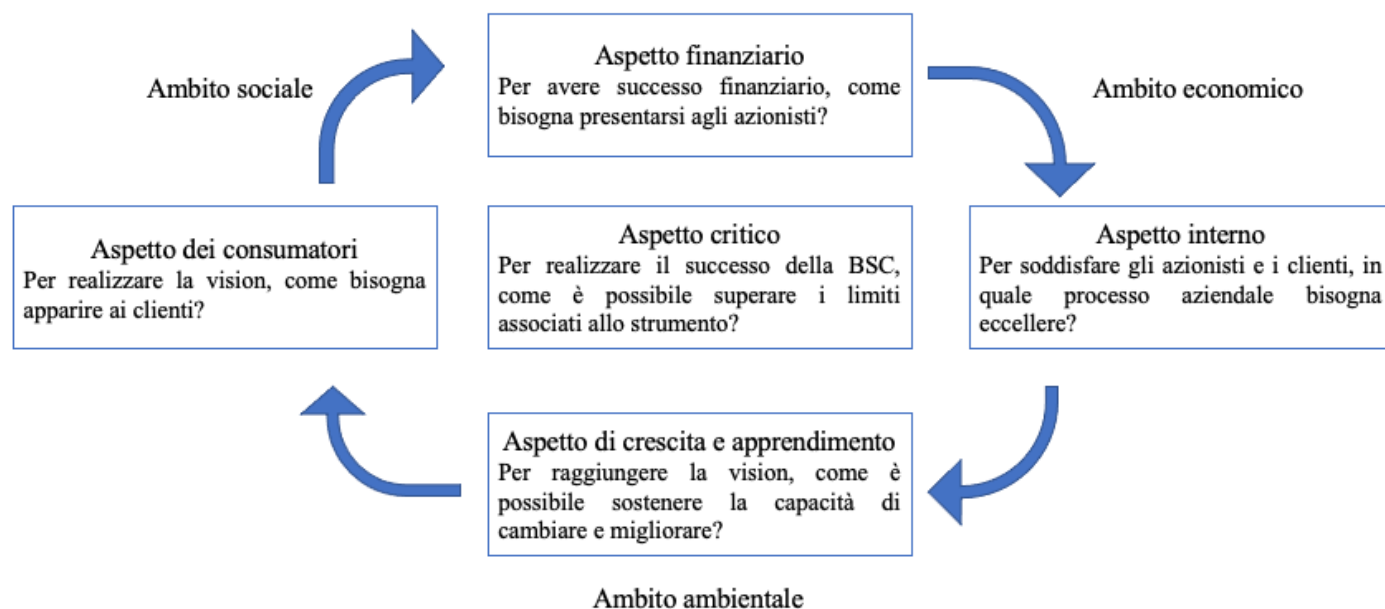 Ambito sociale
Aspetto finanziario
Per avere successo finanziario, come
bisogna presentarsi agli azionisti?
Ambito economico
Aspetto dei consumatori
Per realizzare la vision, come bisogna
apparire ai clienti?
Aspetto critico
Per realizzare il successo della BSC,
come è possibile superare i limiti
associati allo strumento?
Aspetto interno
Per soddisfare gli azionisti e i clienti, in
quale processo aziendale bisogna
eccellere?
Aspetto di crescita e apprendimento
Per raggiungere la vision, come è
possibile sostenere la capacità di
cambiare e migliorare?
Ambito ambientale